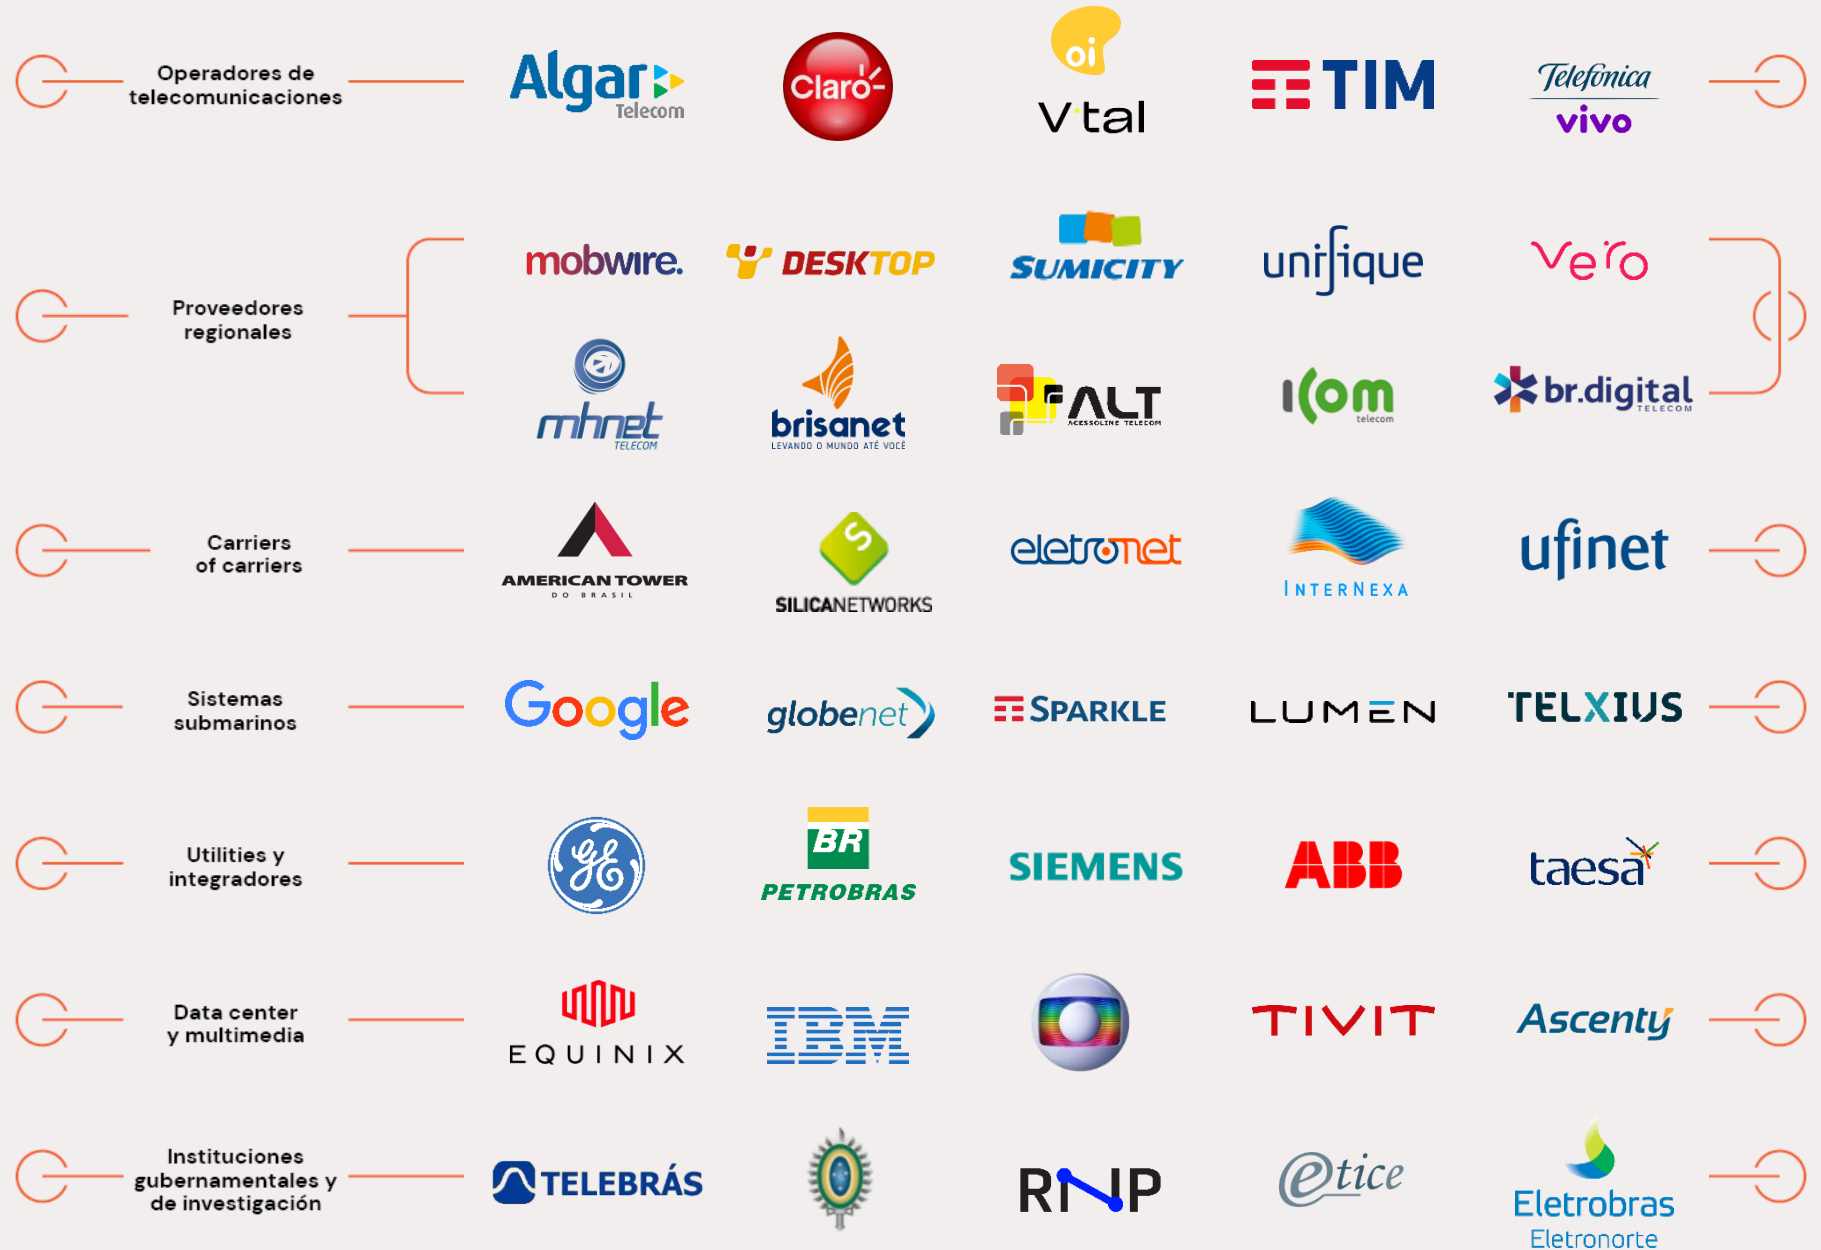 Operadores de
telecomunicaciones
Algar
Telecom
Claro
oi
V·tal
TIM
Telefónica
vivo
Proveedores
regionales
mobwire.
DESKTOP
SUMICITY
unifique
vero
mhnet
TELECOM
brisanet
LEVANDO O MUNDO ATÉ VOCÊ
ALT
ACESSOLINE TELECOM
icom
telecom
br.digital
TELECOM
Carriers
of carriers
AMERICAN TOWER
DO BRASIL
S
SILICANETWORKS
eletronet
INTERNEXA
ufinet
Sistemas
submarinos
Google
globenet
SPARKLE
LUMEN
TELXIUS
Utilities y
integradores
GE
BR
PETROBRAS
SIEMENS
ABB
taesa
Data center
y multimedia
EQUINIX
IBM
TIVIT
Ascenty
Instituciones
gubernamentales y
de investigación
TELEBRÁS
RNP
etice
Eletrobras
Eletronorte